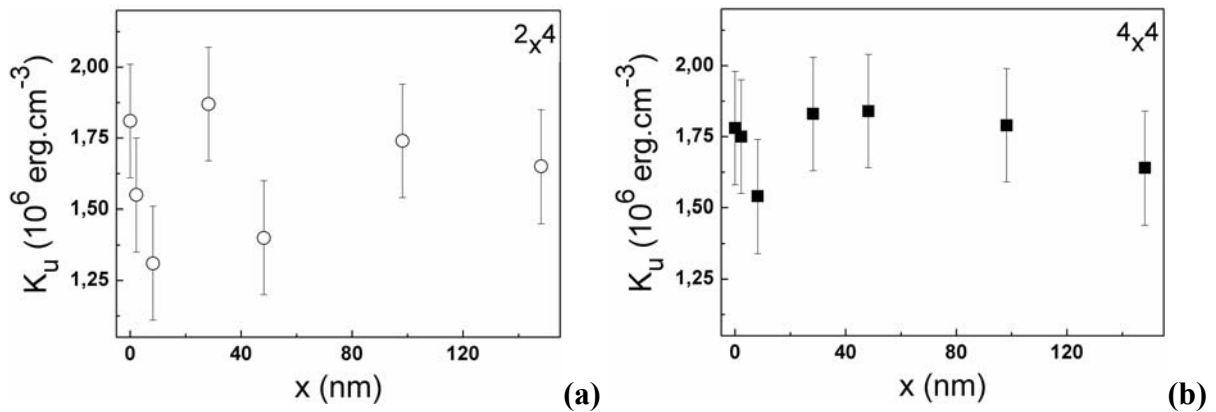 2x4
2,00
1,75
1,50
1,25
K_u (10^6 erg.cm^-3)
0 40 80 120
x (nm)
(a)
4x4
2,00
1,75
1,50
1,25
K_u (10^6 erg.cm^-3)
0 40 80 120
x (nm)
(b)